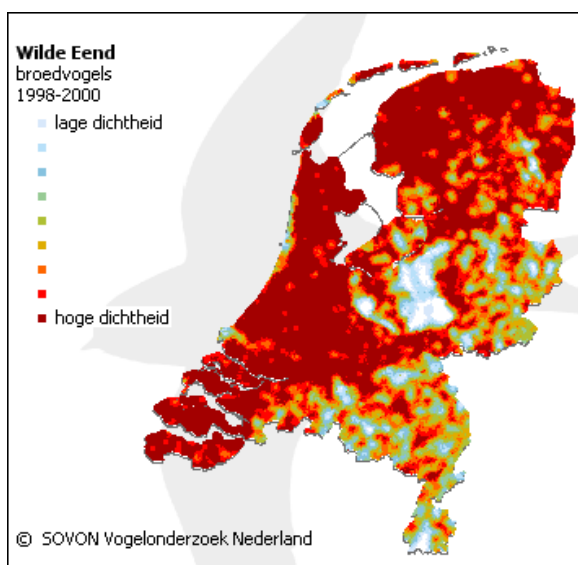 Wilde Eend
broedvogels
1998-2000
lage dichtheid
hoge dichtheid
© SOVON Vogelonderzoek Nederland